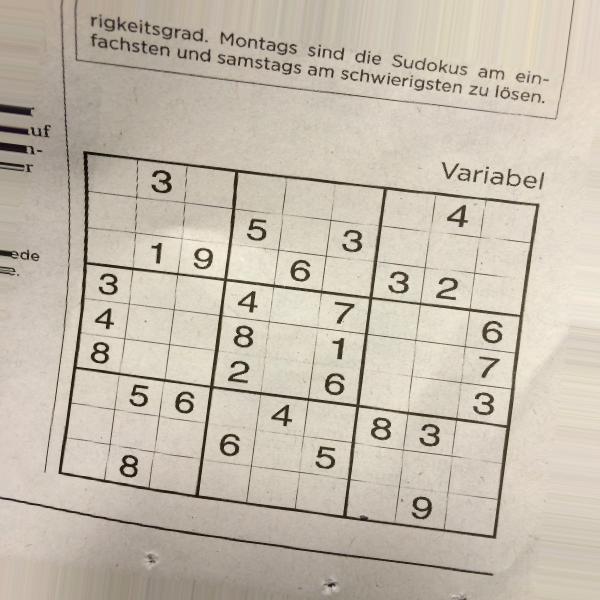 rigkeitsgrad. Montags sind die Sudokus am ein-
fachsten und samstags am schwierigsten zu lösen.
uf
n-
r
ede
e.
Variabel
3 4
5 3
1 9 6 3 2
3 4 7 6
4 8 1 7
8 2 6 3
5 6 4 8 3
6 5
8 9